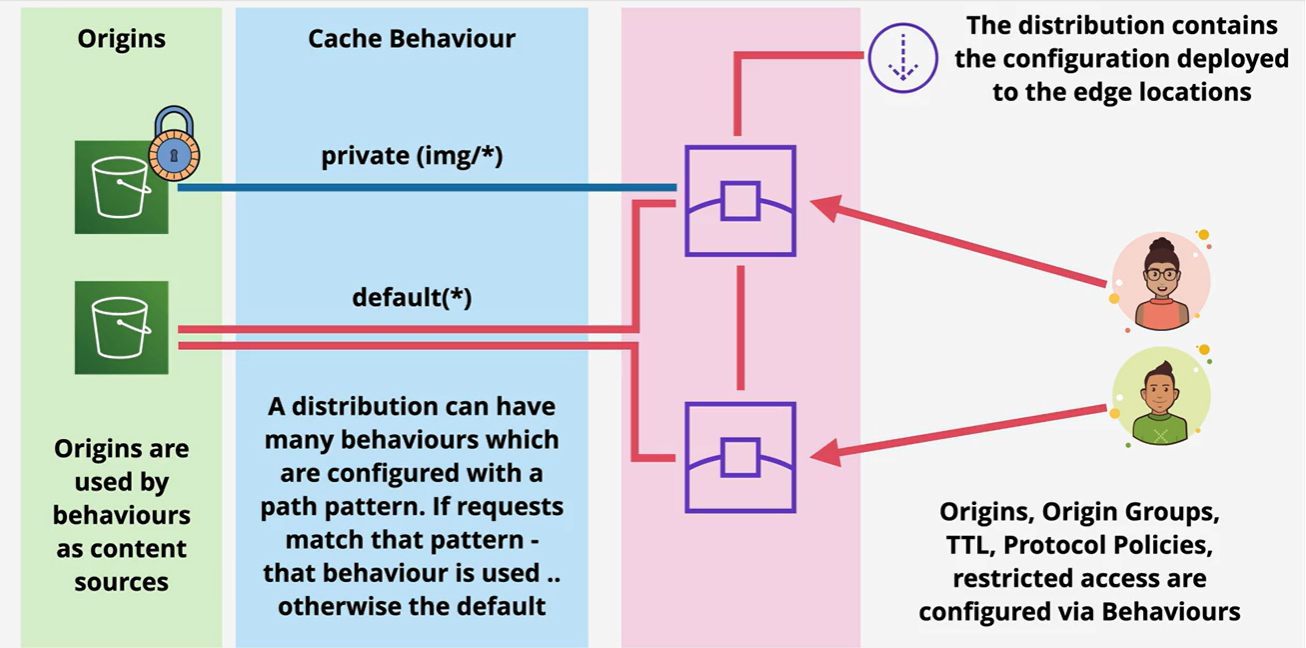 Origins
Cache Behaviour
The distribution contains
the configuration deployed
to the edge locations
private (img/*)
default(*)
Origins are
used by
behaviours
as content
sources
A distribution can have
many behaviours which
are configured with a
path pattern. If requests
match that pattern -
that behaviour is used ..
otherwise the default
Origins, Origin Groups,
TTL, Protocol Policies,
restricted access are
configured via Behaviours